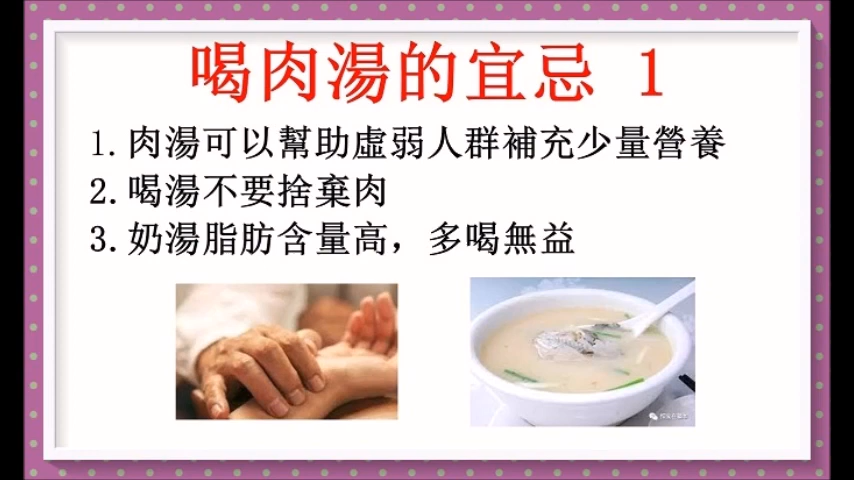 喝肉湯的宜忌 1
1.肉湯可以幫助虛弱人群補充少量營養
2.喝湯不要捨棄肉
3.奶湯脂肪含量高，多喝無益